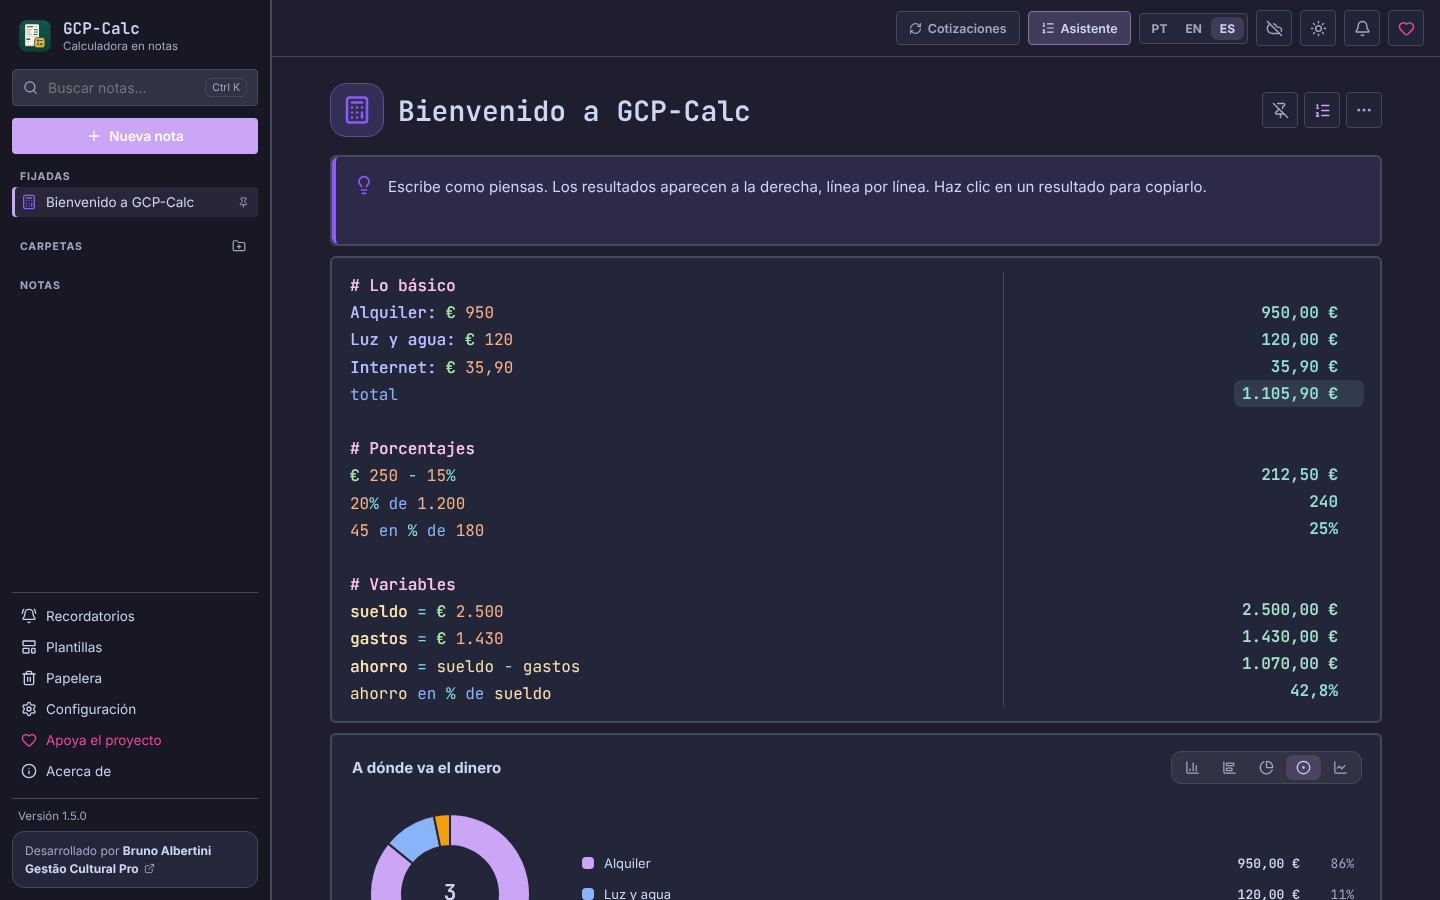 GCP-Calc
Calculadora en notas
Buscar notas...
Ctrl K
Nueva nota
FIJADAS
Bienvenido a GCP-Calc
CARPETAS
NOTAS
Recordatorios
Plantillas
Papelera
Configuración
Apoya el proyecto
Acerca de
Versión 1.5.0
Desarrollado por Bruno Albertini
Gestão Cultural Pro
Cotizaciones
Asistente
PT EN ES
Bienvenido a GCP-Calc
Escribe como piensas. Los resultados aparecen a la derecha, línea por línea. Haz clic en un resultado para copiarlo.
# Lo básico
Alquiler: € 950 950,00 €
Luz y agua: € 120 120,00 €
Internet: € 35,90 35,90 €
total 1.105,90 €
# Porcentajes
€ 250 - 15% 212,50 €
20% de 1.200 240
45 en % de 180 25%
# Variables
sueldo = € 2.500 2.500,00 €
gastos = € 1.430 1.430,00 €
ahorro = sueldo - gastos 1.070,00 €
ahorro en % de sueldo 42,8%
A dónde va el dinero
3
Alquiler 950,00 € 86%
Luz y agua 120,00 € 11%